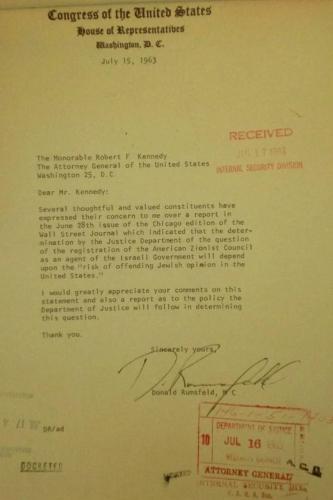 Congress of the United States
House of Representatives
Washington, D. C.
July 15, 1963
RECEIVED
JUL 17 1963
INTERNAL SECURITY DIVISION
The Honorable Robert F Kennedy
The Attorney General of the United States
Washington 25, D.C.
Dear Mr. Kennedy:
Several thoughtful and valued constituents have
expressed their concern to me over a report in
the June 28th issue of the Chicago edition of the
Wall Street Journal which indicated that the deter-
mination by the Justice Department of the question
of the registration of the American Zionist Council
as an agent of the Israeli Government will depend
upon the "risk of offending Jewish opinion in the
United States."
I would greatly appreciate your comments on this
statement and also a report as to the policy the
Department of Justice will follow in determining
this question.
Thank you.
Sincerely yours,
Donald Rumsfeld, M C
DR/ad
DOCKETED
DEPARTMENT OF JUSTICE
10 JUL 16 1963
ATTORNEY GENERAL
INTERNAL SECURITY DIV.